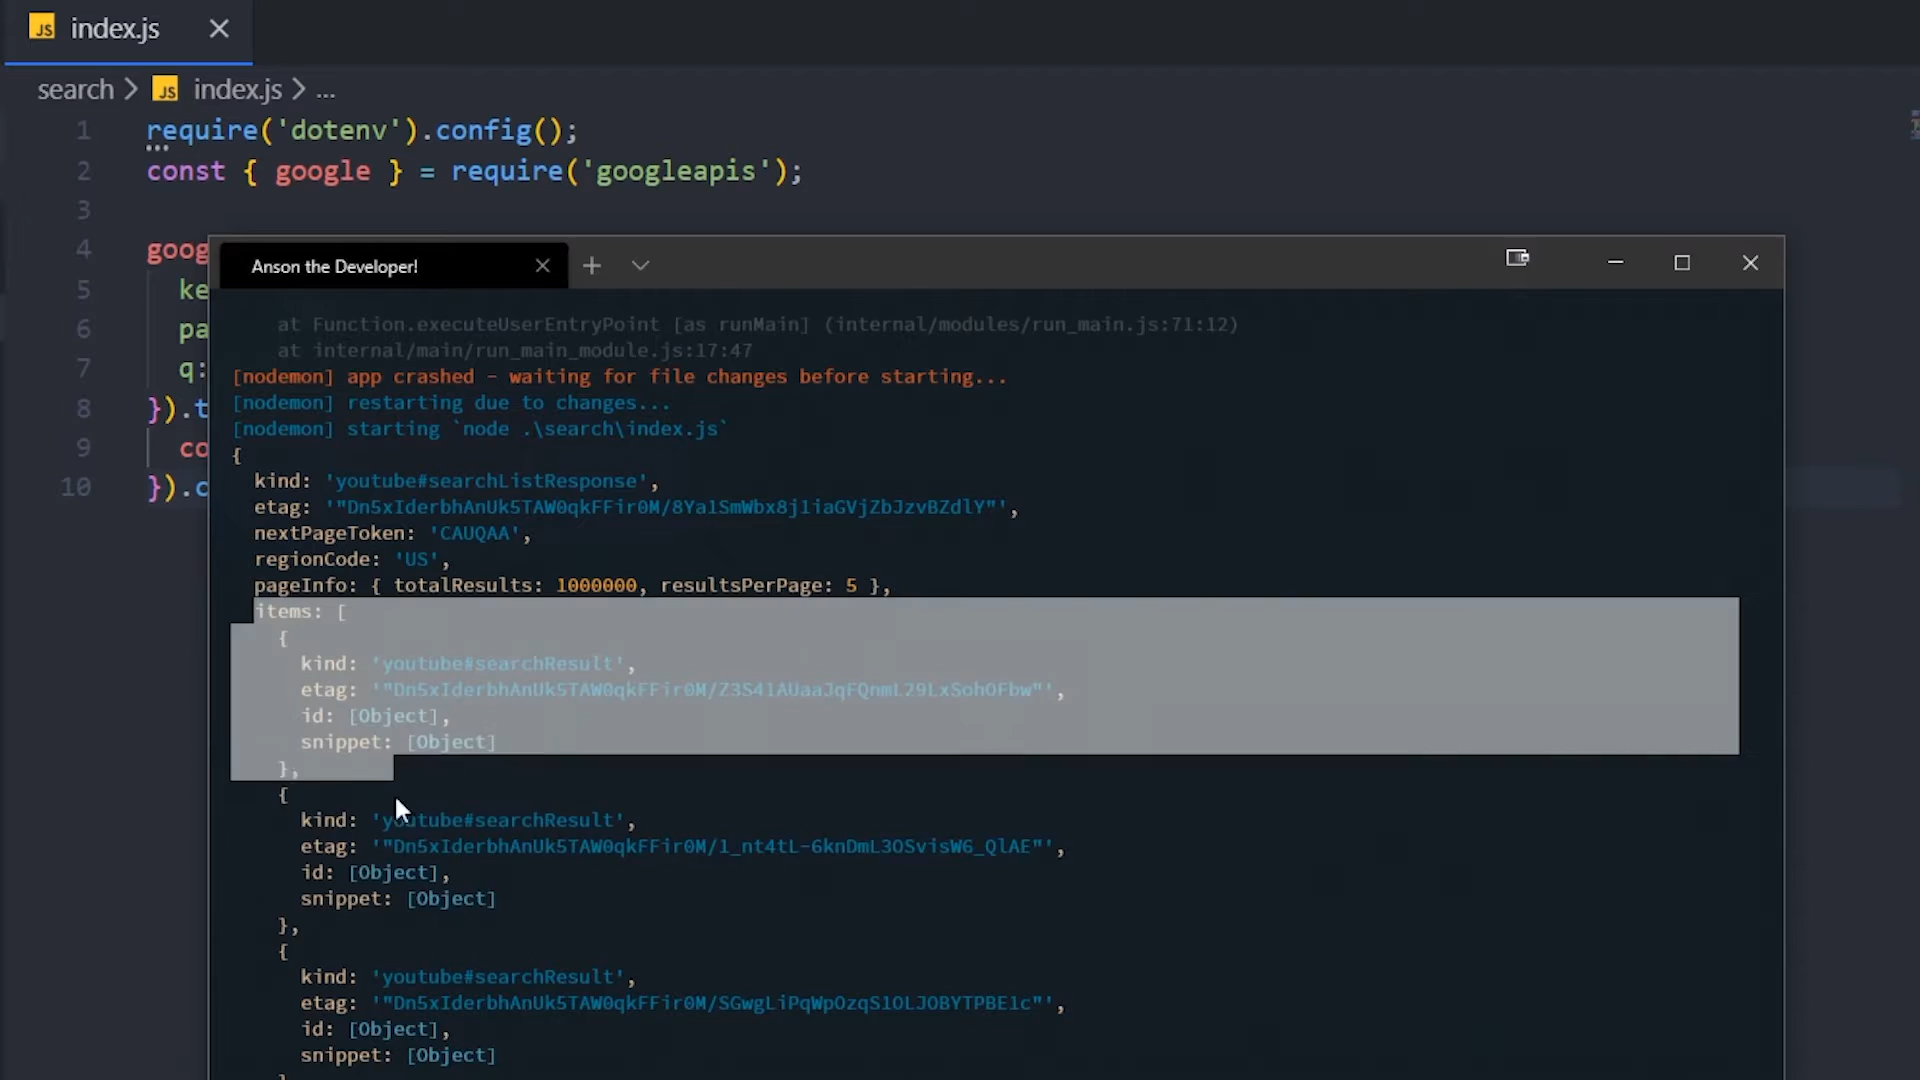 index.js
search > index.js > ...
1 require('dotenv').config();
2 const { google } = require('googleapis');
3
4 goog
5 ke
6 pa
7 q:
8 }).t
9 co
10 }).c
Anson the Developer!
at Function.executeUserEntryPoint [as runMain] (internal/modules/run_main.js:71:12)
at internal/main/run_main_module.js:17:47
[nodemon] app crashed - waiting for file changes before starting...
[nodemon] restarting due to changes...
[nodemon] starting `node .\search\index.js`
{
kind: 'youtube#searchListResponse',
etag: '"Dn5xIderbhAnUk5TAW0qkFFir0M/8Ya1SmWbx8j1iaGVjZbJzvBZdlY"',
nextPageToken: 'CAUQAA',
regionCode: 'US',
pageInfo: { totalResults: 1000000, resultsPerPage: 5 },
items: [
{
kind: 'youtube#searchResult',
etag: '"Dn5xIderbhAnUk5TAW0qkFFir0M/Z3S41AUaaJqFQnmL29LxSohOFbw"',
id: [Object],
snippet: [Object]
},
{
kind: 'youtube#searchResult',
etag: '"Dn5xIderbhAnUk5TAW0qkFFir0M/1_nt4tL-6knDmL3OSvisW6_QlAE"',
id: [Object],
snippet: [Object]
},
{
kind: 'youtube#searchResult',
etag: '"Dn5xIderbhAnUk5TAW0qkFFir0M/SGwgLiPqWpOzqS1OLJOBYTPBE1c"',
id: [Object],
snippet: [Object]